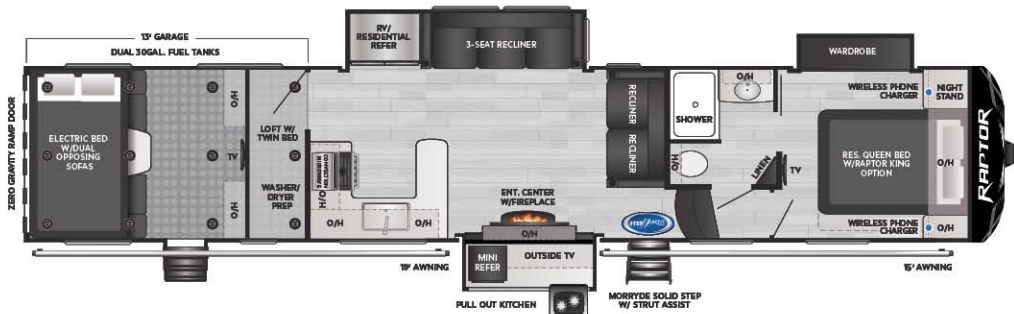 13' GARAGE
DUAL 30GAL. FUEL TANKS
RV/
RESIDENTIAL
REFER
3-SEAT RECLINER
WARDROBE
ZERO GRAVITY RAMP DOOR
ELECTRIC BED
W/DUAL
OPPOSING
SOFAS
O/H
TV
O/H
LOFT W/
TWIN BED
WASHER/
DRYER
PREP
CONVECTION
MICROWAVE
O/H
O/H
O/H
ENT. CENTER
W/FIREPLACE
O/H
RECLINER
RECLINER
SHOWER
O/H
O/H
LINEN
TV
WIRELESS PHONE
CHARGER
NIGHT
STAND
RES. QUEEN BED
W/RAPTOR KING
OPTION
O/H
WIRELESS PHONE
CHARGER
O/H
RAPTOR
19' AWNING
MINI
REFER
OUTSIDE TV
PULL OUT KITCHEN
MORRYDE SOLID STEP
W/ STRUT ASSIST
15' AWNING